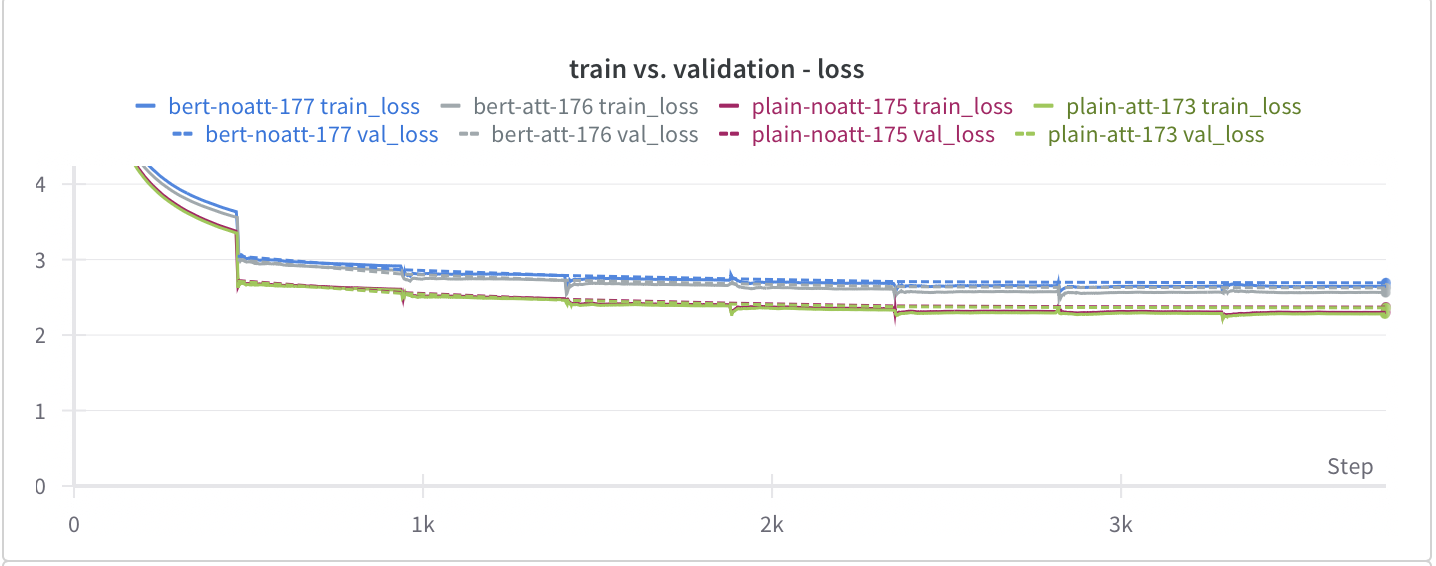 train vs. validation - loss
bert-noatt-177 train_loss bert-att-176 train_loss plain-noatt-175 train_loss plain-att-173 train_loss
bert-noatt-177 val_loss bert-att-176 val_loss plain-noatt-175 val_loss plain-att-173 val_loss
4
3
2
1
Step
0
0 1k 2k 3k